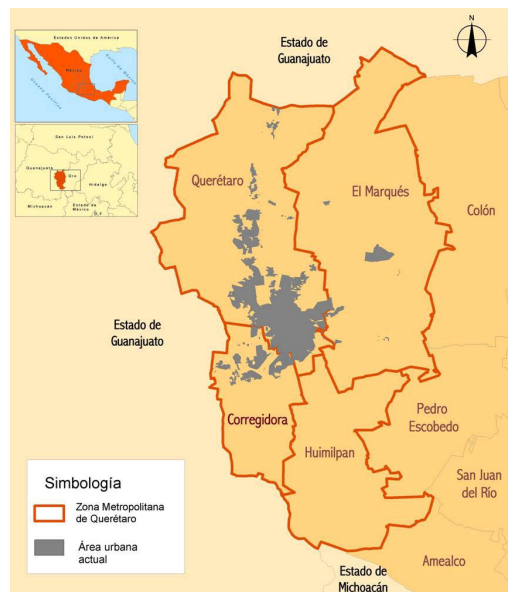 Estados Unidos de América
México
Golfo de México
Océano Pacífico
San Luis Potosí
Guanajuato
Qro
Hidalgo
Michoacán
Estado de
México
D.F
Estado de
Guanajuato
N
Querétaro
El Marqués
Colón
Estado de
Guanajuato
Corregidora
Huimilpan
Pedro
Escobedo
San Juan
del Río
Amealco
Estado de
Michoacán
Simbología
Zona Metropolitana
de Querétaro
Área urbana
actual